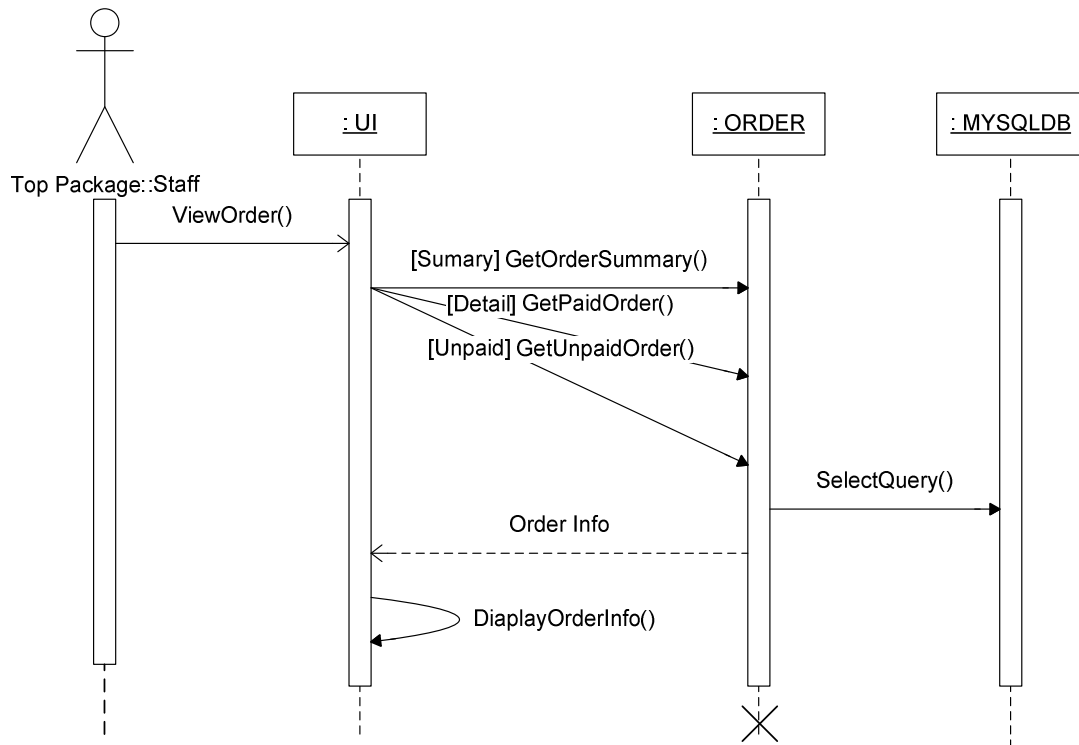 : UI
: ORDER
: MYSQLDB
Top Package::Staff
ViewOrder()
[Sumary] GetOrderSummary()
[Detail] GetPaidOrder()
[Unpaid] GetUnpaidOrder()
SelectQuery()
Order Info
DiaplayOrderInfo()